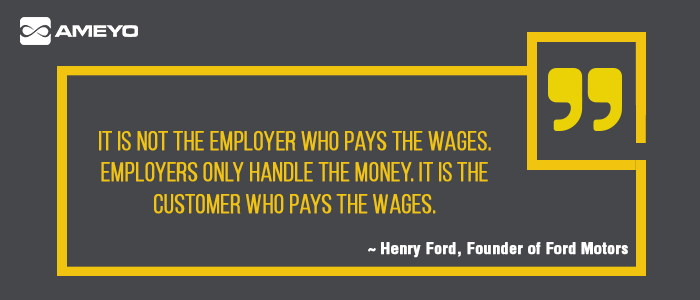 AMEYO
IT IS NOT THE EMPLOYER WHO PAYS THE WAGES.
EMPLOYERS ONLY HANDLE THE MONEY. IT IS THE
CUSTOMER WHO PAYS THE WAGES.
~ Henry Ford, Founder of Ford Motors